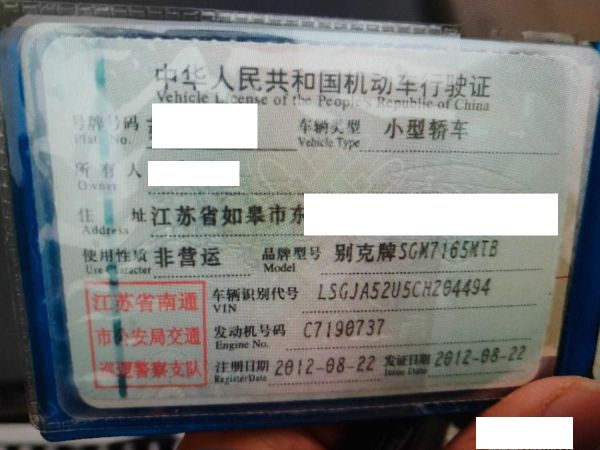 中华人民共和国机动车行驶证
Vehicle License of the People's Republic of China
号牌号码 车辆类型 小型轿车
Plate No. Vehicle Type
所有人
Owner
住址 江苏省如皋市东
Address
使用性质 非营运 品牌型号 别克牌SGM7165MTB
Use Character Model
江苏省南通
市公安局交通
巡逻警察支队
车辆识别代号 LSGJA52U5CH204494
VIN
发动机号码 C7190737
Engine No.
注册日期 2012-08-22 发证日期 2012-08-22
Register Date Issue Date